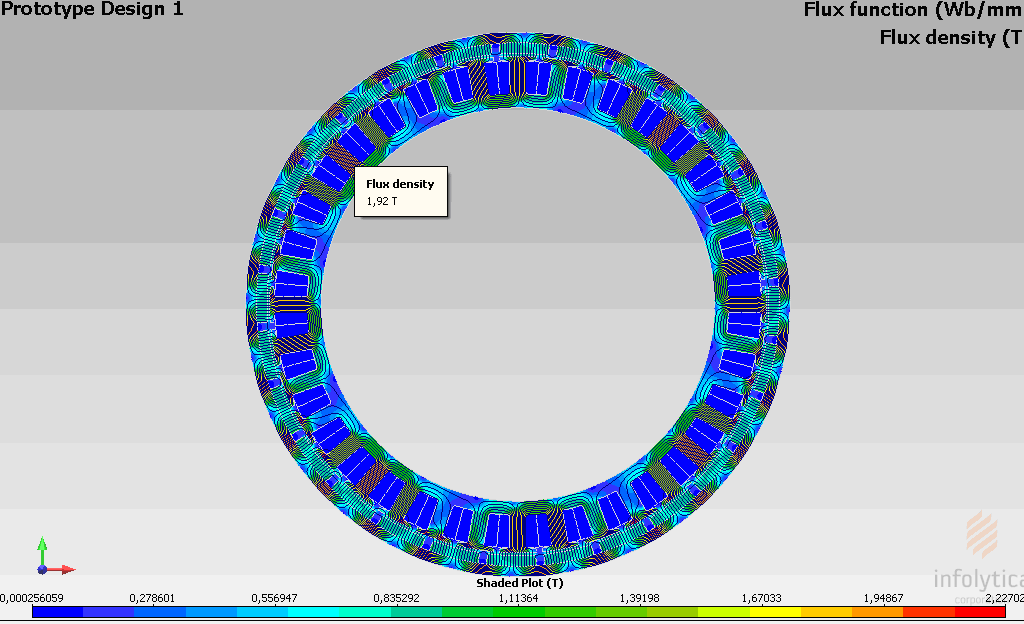 Prototype Design 1
Flux function (Wb/mm
Flux density (T
Flux density
1,92 T
infolytica
corporat
Shaded Plot (T)
0,000256059 0,278601 0,556947 0,835292 1,11364 1,39198 1,67033 1,94867 2,22702